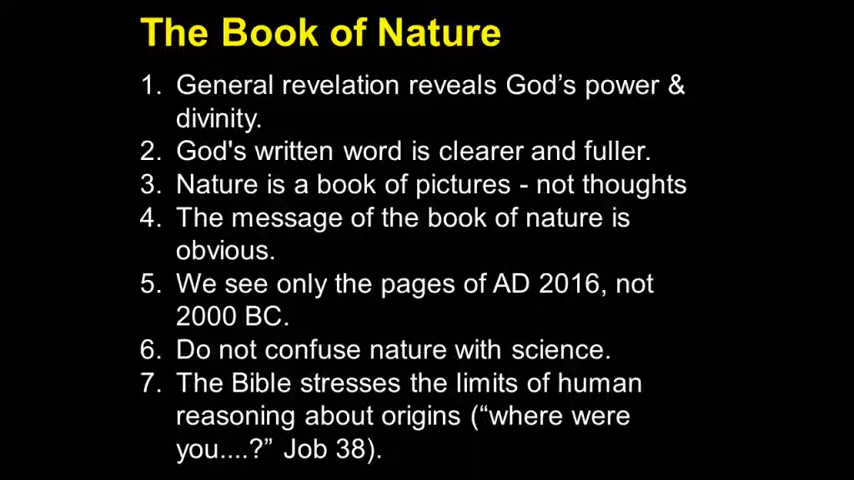 The Book of Nature
1. General revelation reveals God’s power &
divinity.
2. God's written word is clearer and fuller.
3. Nature is a book of pictures - not thoughts
4. The message of the book of nature is
obvious.
5. We see only the pages of AD 2016, not
2000 BC.
6. Do not confuse nature with science.
7. The Bible stresses the limits of human
reasoning about origins (“where were
you....?” Job 38).